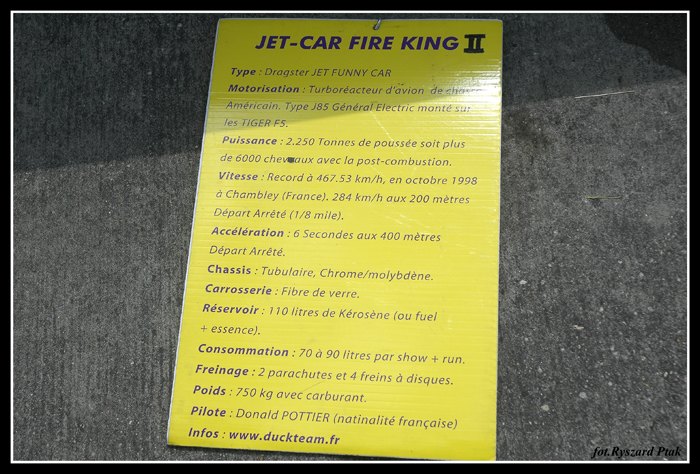 JET-CAR FIRE KING II
Type : Dragster JET FUNNY CAR
Motorisation : Turboréacteur d'avion de chasse
Américain. Type J85 Général Electric monté sur
les TIGER F5.
Puissance : 2.250 Tonnes de poussée soit plus
de 6000 chevaux avec la post-combustion.
Vitesse : Record à 467.53 km/h, en octobre 1998
à Chambley (France). 284 km/h aux 200 mètres
Départ Arrêté (1/8 mile).
Accélération : 6 Secondes aux 400 mètres
Départ Arrêté.
Chassis : Tubulaire, Chrome/molybdène.
Carrosserie : Fibre de verre.
Réservoir : 110 litres de Kérosène (ou fuel
+ essence).
Consommation : 70 à 90 litres par show + run.
Freinage : 2 parachutes et 4 freins à disques.
Poids : 750 kg avec carburant.
Pilote : Donald POTTIER (natinalité française)
Infos : www.duckteam.fr
fot.Ryszard Ptak